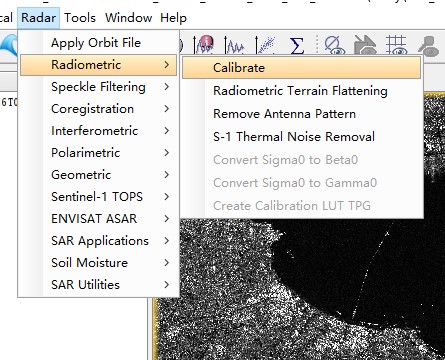 cal Radar Tools Window Help
Apply Orbit File
Radiometric
Speckle Filtering
Coregistration
Interferometric
Polarimetric
Geometric
Sentinel-1 TOPS
ENVISAT ASAR
SAR Applications
Soil Moisture
SAR Utilities
Calibrate
Radiometric Terrain Flattening
Remove Antenna Pattern
S-1 Thermal Noise Removal
Convert Sigma0 to Beta0
Convert Sigma0 to Gamma0
Create Calibration LUT TPG